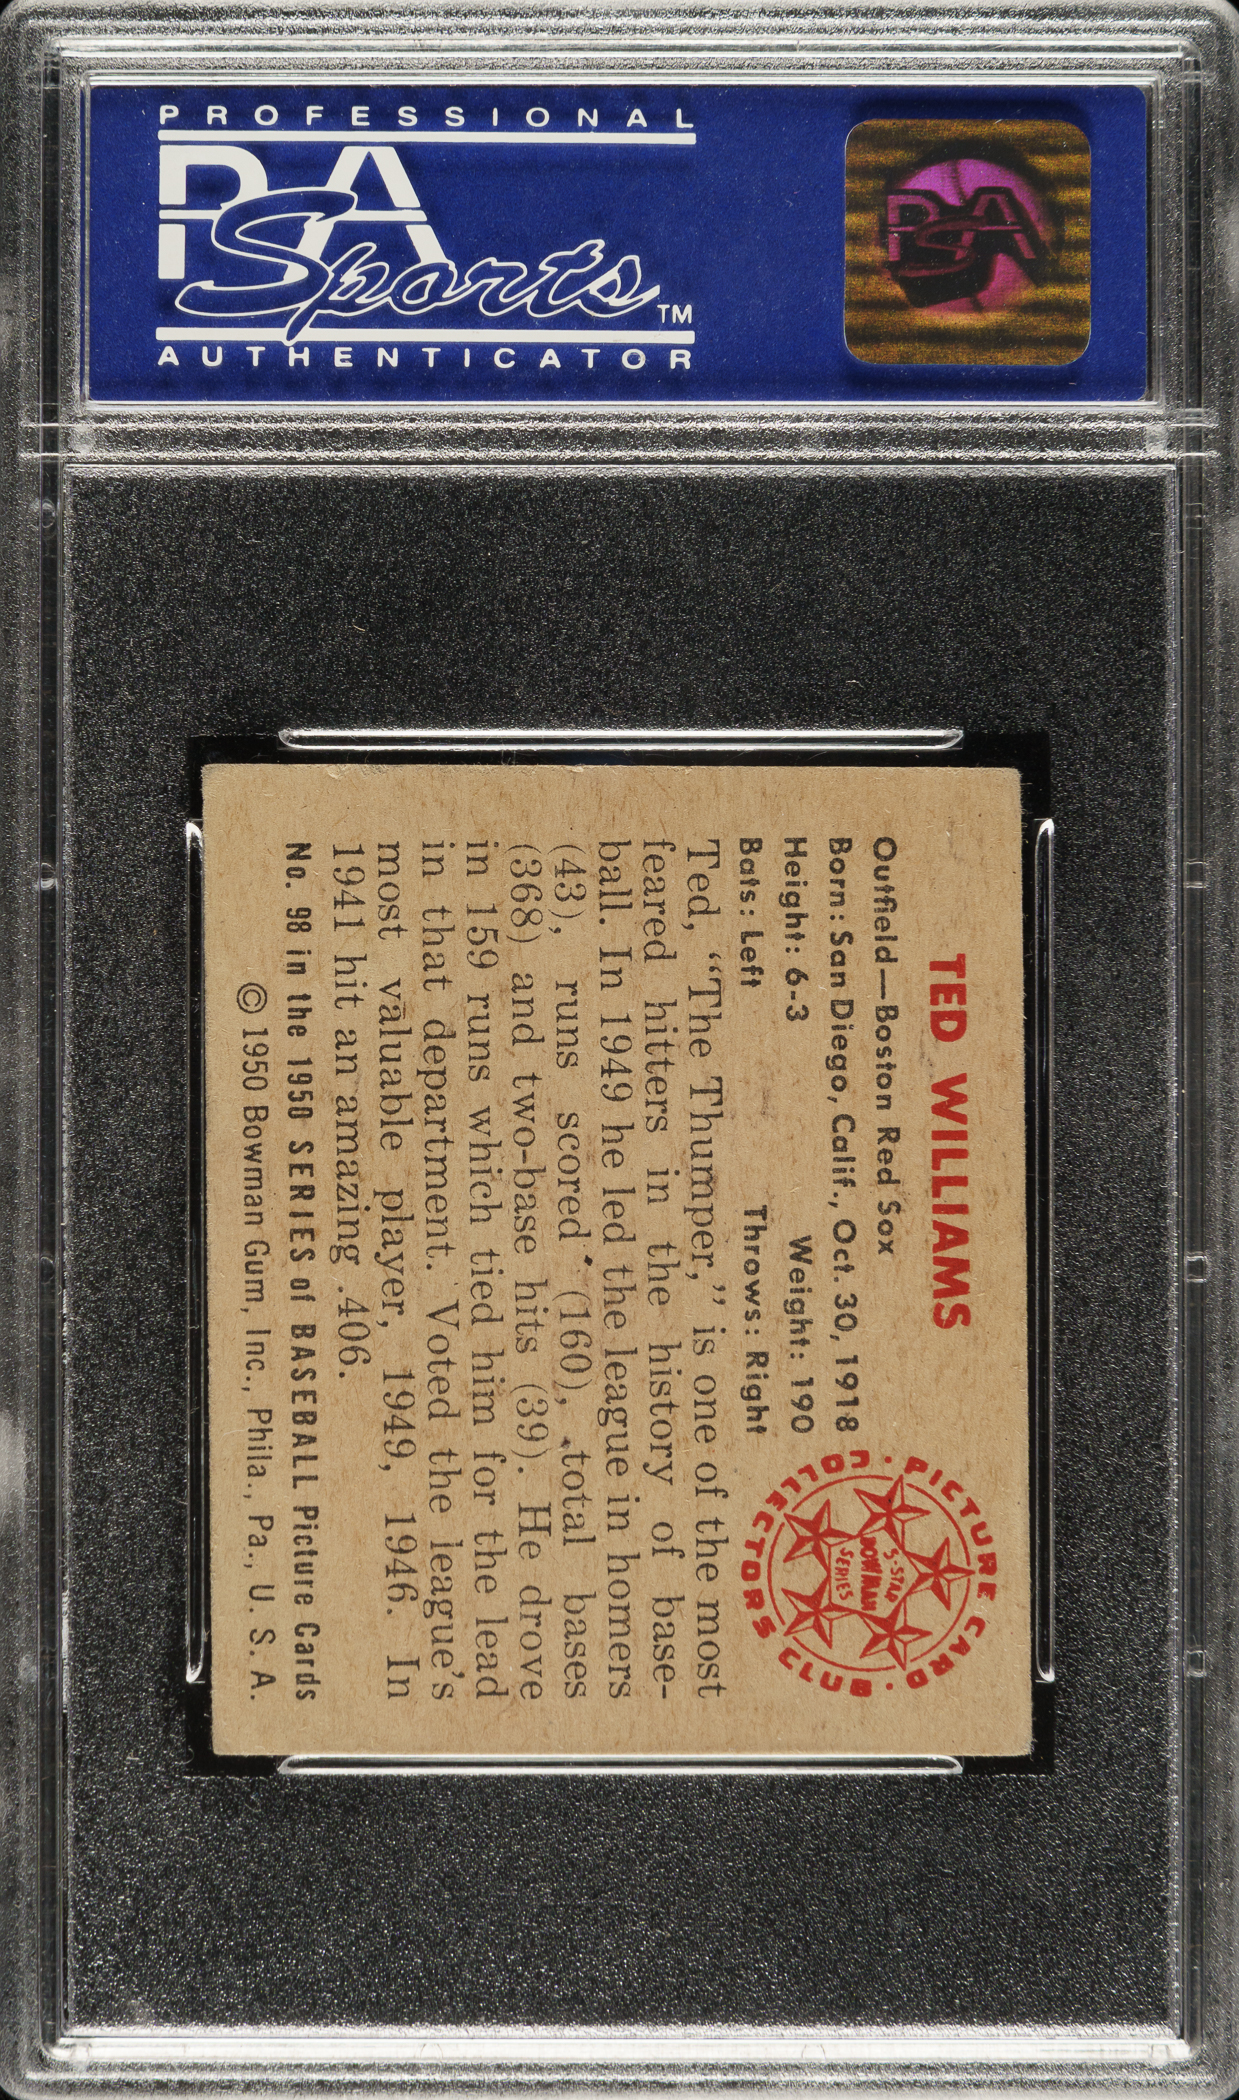 PROFESSIONAL
PSA
Sports™
AUTHENTICATOR
PSA
TED WILLIAMS
Outfield—Boston Red Sox
Born: San Diego, Calif., Oct. 30, 1918
Height: 6-3 Weight: 190
Bats: Left Throws: Right
PICTURE CARD · COLLECTORS CLUB ·
5-STAR
BOWMAN
SERIES
Ted, “The Thumper,” is one of the most
feared hitters in the history of base-
ball. In 1949 he led the league in homers
(43), runs scored (160), total bases
(368) and two-base hits (39). He drove
in 159 runs which tied him for the lead
in that department. Voted the league’s
most valuable player, 1949, 1946. In
1941 hit an amazing .406.
No. 98 in the 1950 SERIES of BASEBALL Picture Cards
© 1950 Bowman Gum, Inc., Phila., Pa., U. S. A.